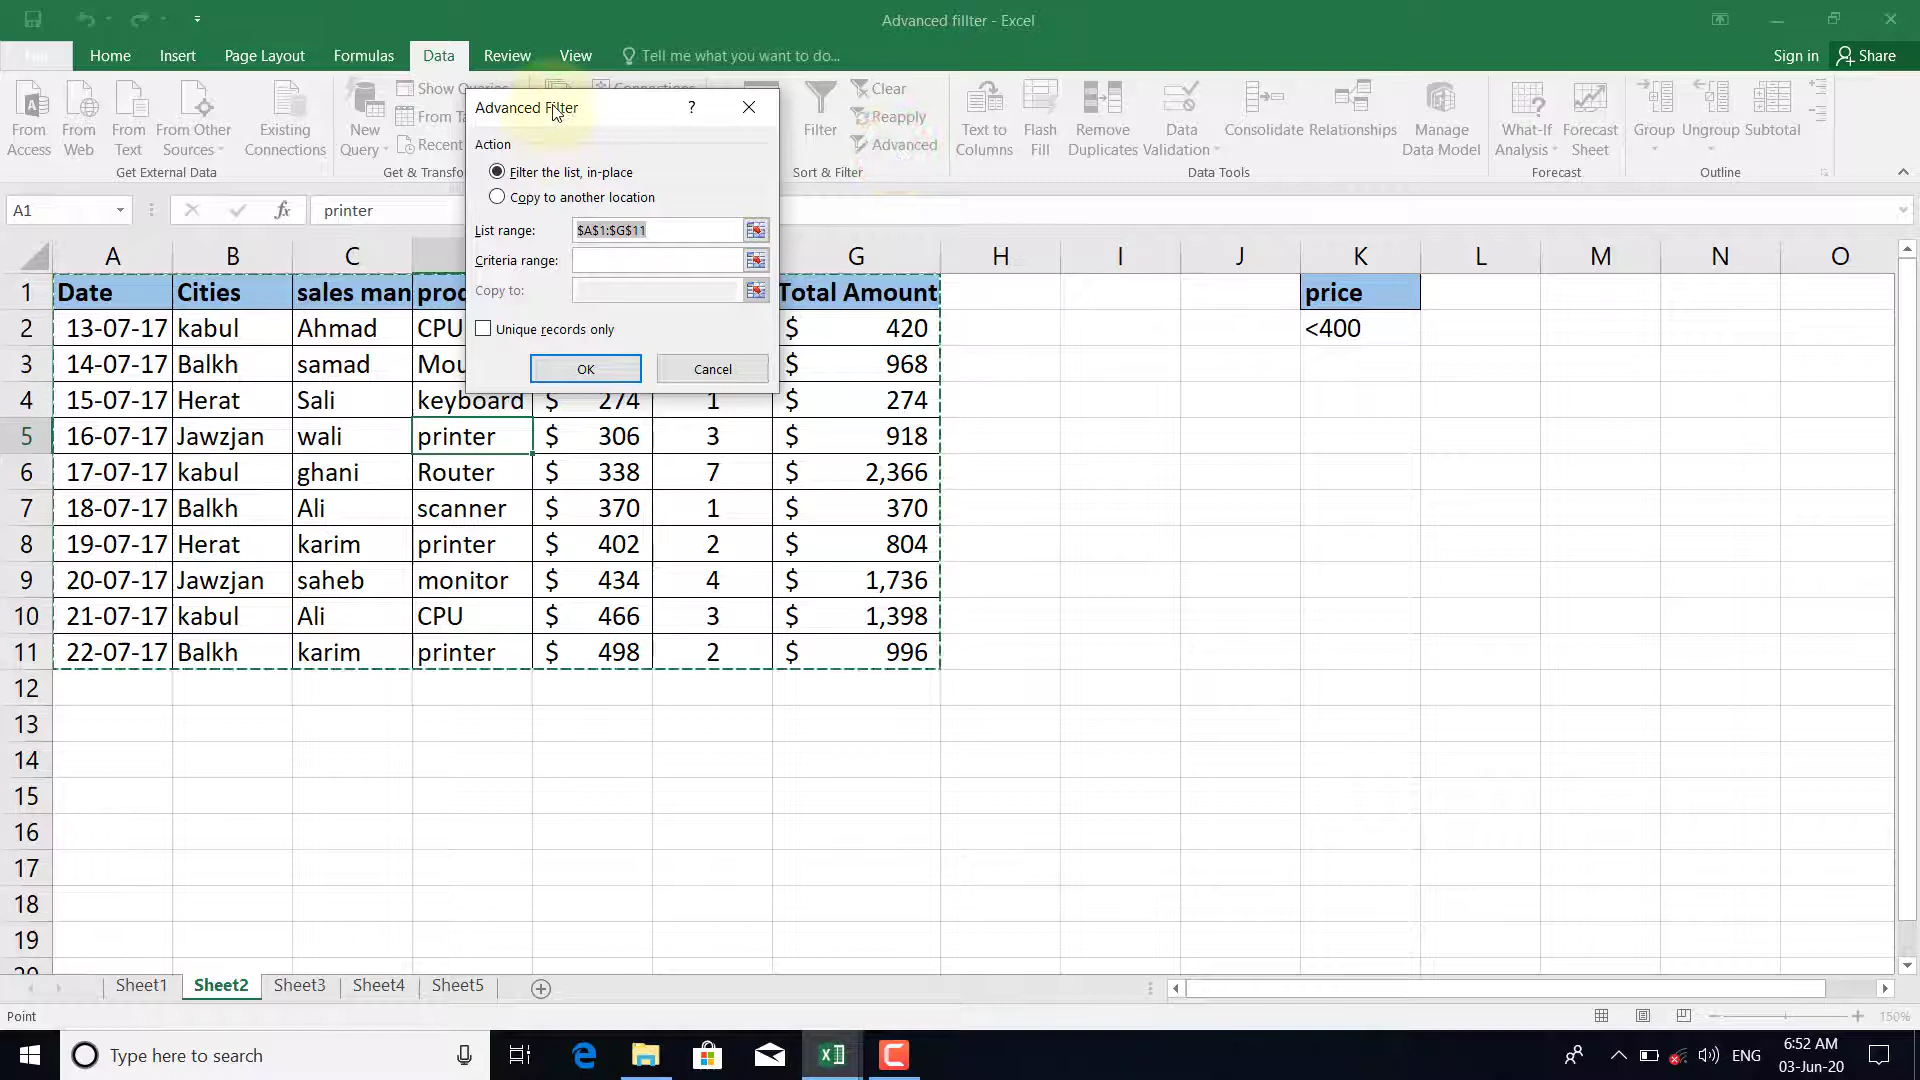 Advanced fillter - Excel
Home Insert Page Layout Formulas Data Review View Tell me what you want to do... Sign in Share
From Access From Web From Text From Other Sources Existing Connections New Query Recent Filter Clear Reapply Advanced Text to Columns Flash Fill Remove Duplicates Data Validation Consolidate Relationships Manage Data Model What-If Analysis Forecast Sheet Group Ungroup Subtotal
Get External Data Sort & Filter Data Tools Forecast Outline
A1 fx printer
Advanced Filter ?
Action
Filter the list, in-place
Copy to another location
List range: $A$1:$G$11
Criteria range:
Copy to:
Unique records only
OK Cancel
A B C G H I J K L M N O
1 Date Cities sales man Total Amount price
2 13-07-17 kabul Ahmad CPU $ 420 <400
3 14-07-17 Balkh samad $ 968
4 15-07-17 Herat Sali keyboard $ 274 1 $ 274
5 16-07-17 Jawzjan wali printer $ 306 3 $ 918
6 17-07-17 kabul ghani Router $ 338 7 $ 2,366
7 18-07-17 Balkh Ali scanner $ 370 1 $ 370
8 19-07-17 Herat karim printer $ 402 2 $ 804
9 20-07-17 Jawzjan saheb monitor $ 434 4 $ 1,736
10 21-07-17 kabul Ali CPU $ 466 3 $ 1,398
11 22-07-17 Balkh karim printer $ 498 2 $ 996
12
13
14
15
16
17
18
19
Sheet1 Sheet2 Sheet3 Sheet4 Sheet5
Point 150%
Type here to search ENG 6:52 AM
03-Jun-20